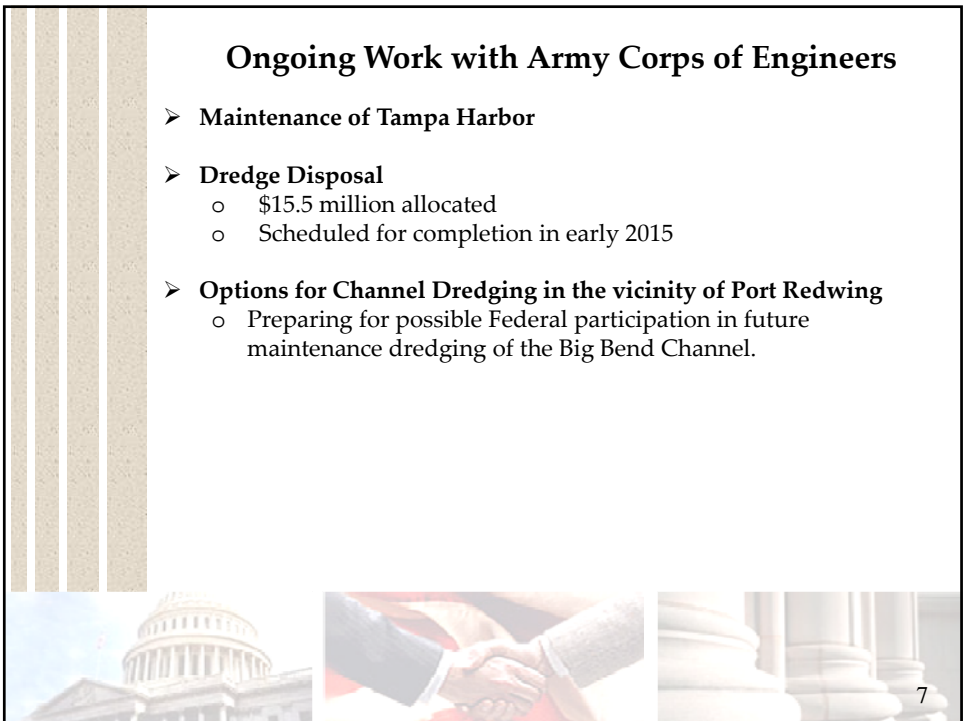 Ongoing Work with Army Corps of Engineers
➢ Maintenance of Tampa Harbor
➢ Dredge Disposal
o $15.5 million allocated
o Scheduled for completion in early 2015
➢ Options for Channel Dredging in the vicinity of Port Redwing
o Preparing for possible Federal participation in future
maintenance dredging of the Big Bend Channel.
7